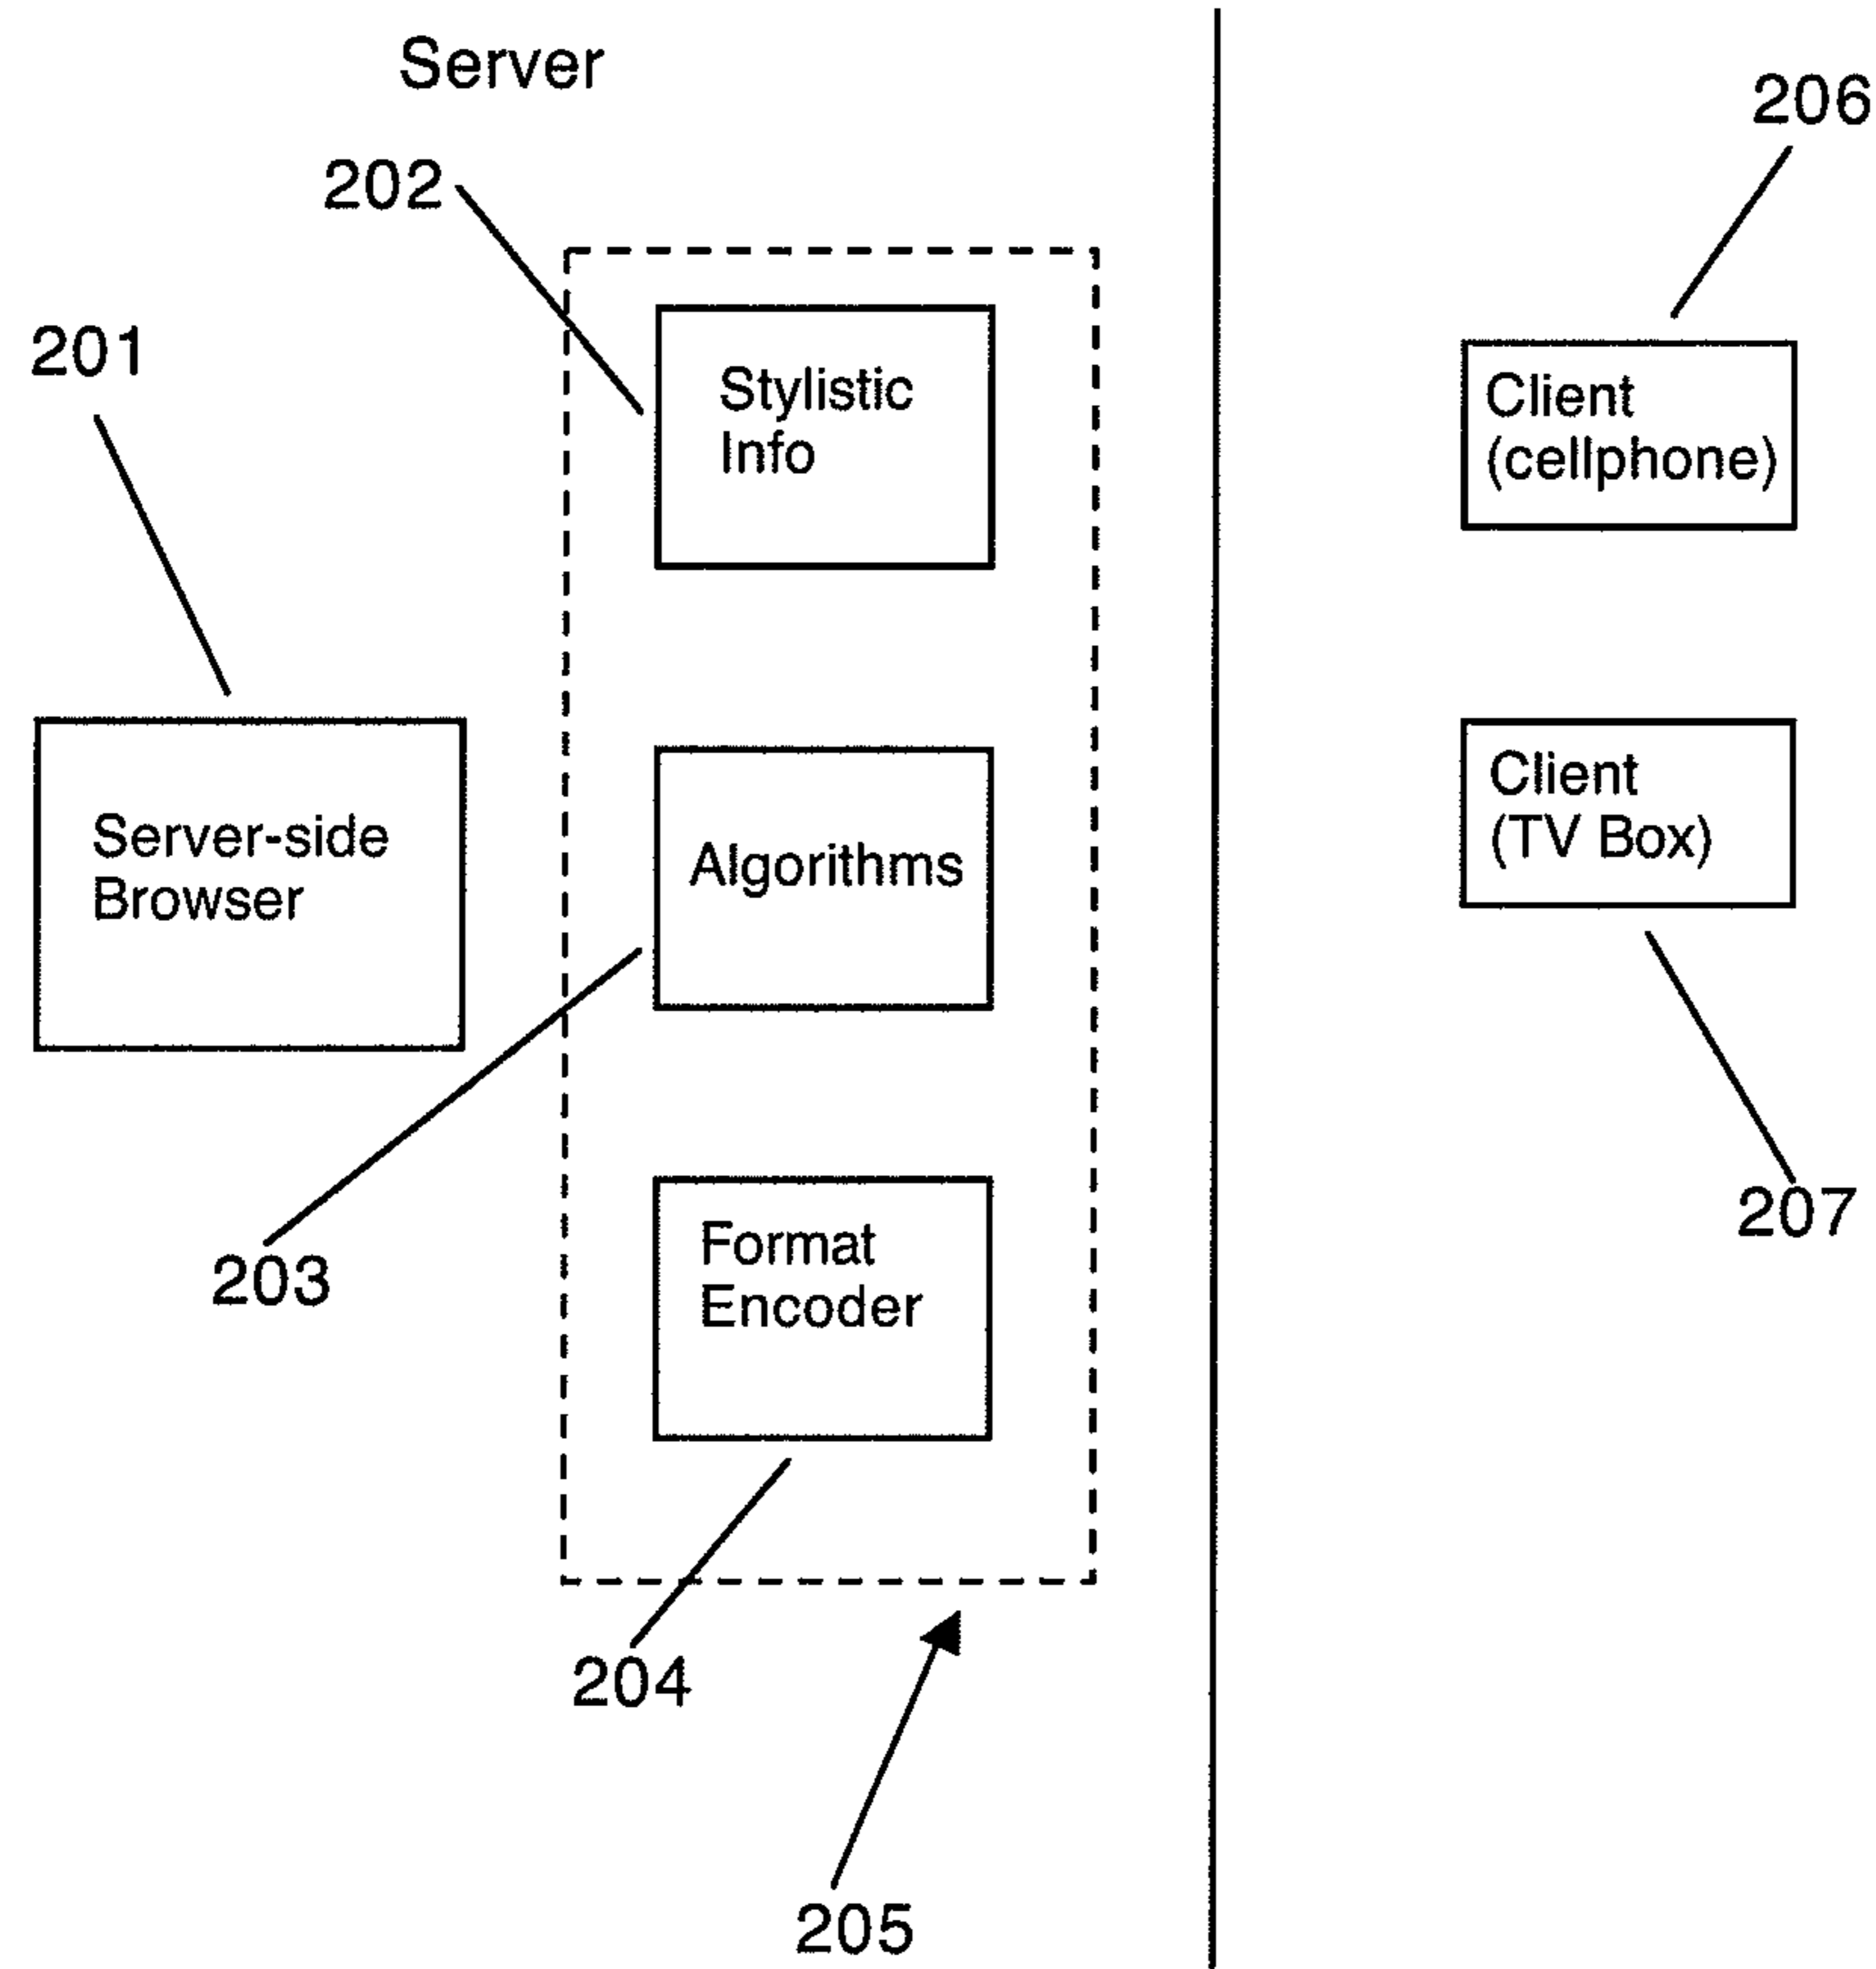 Server
206
202
201
Stylistic
Info
Client
(cellphone)
Server-side
Browser
Algorithms
Client
(TV Box)
203
Format
Encoder
207
204
205